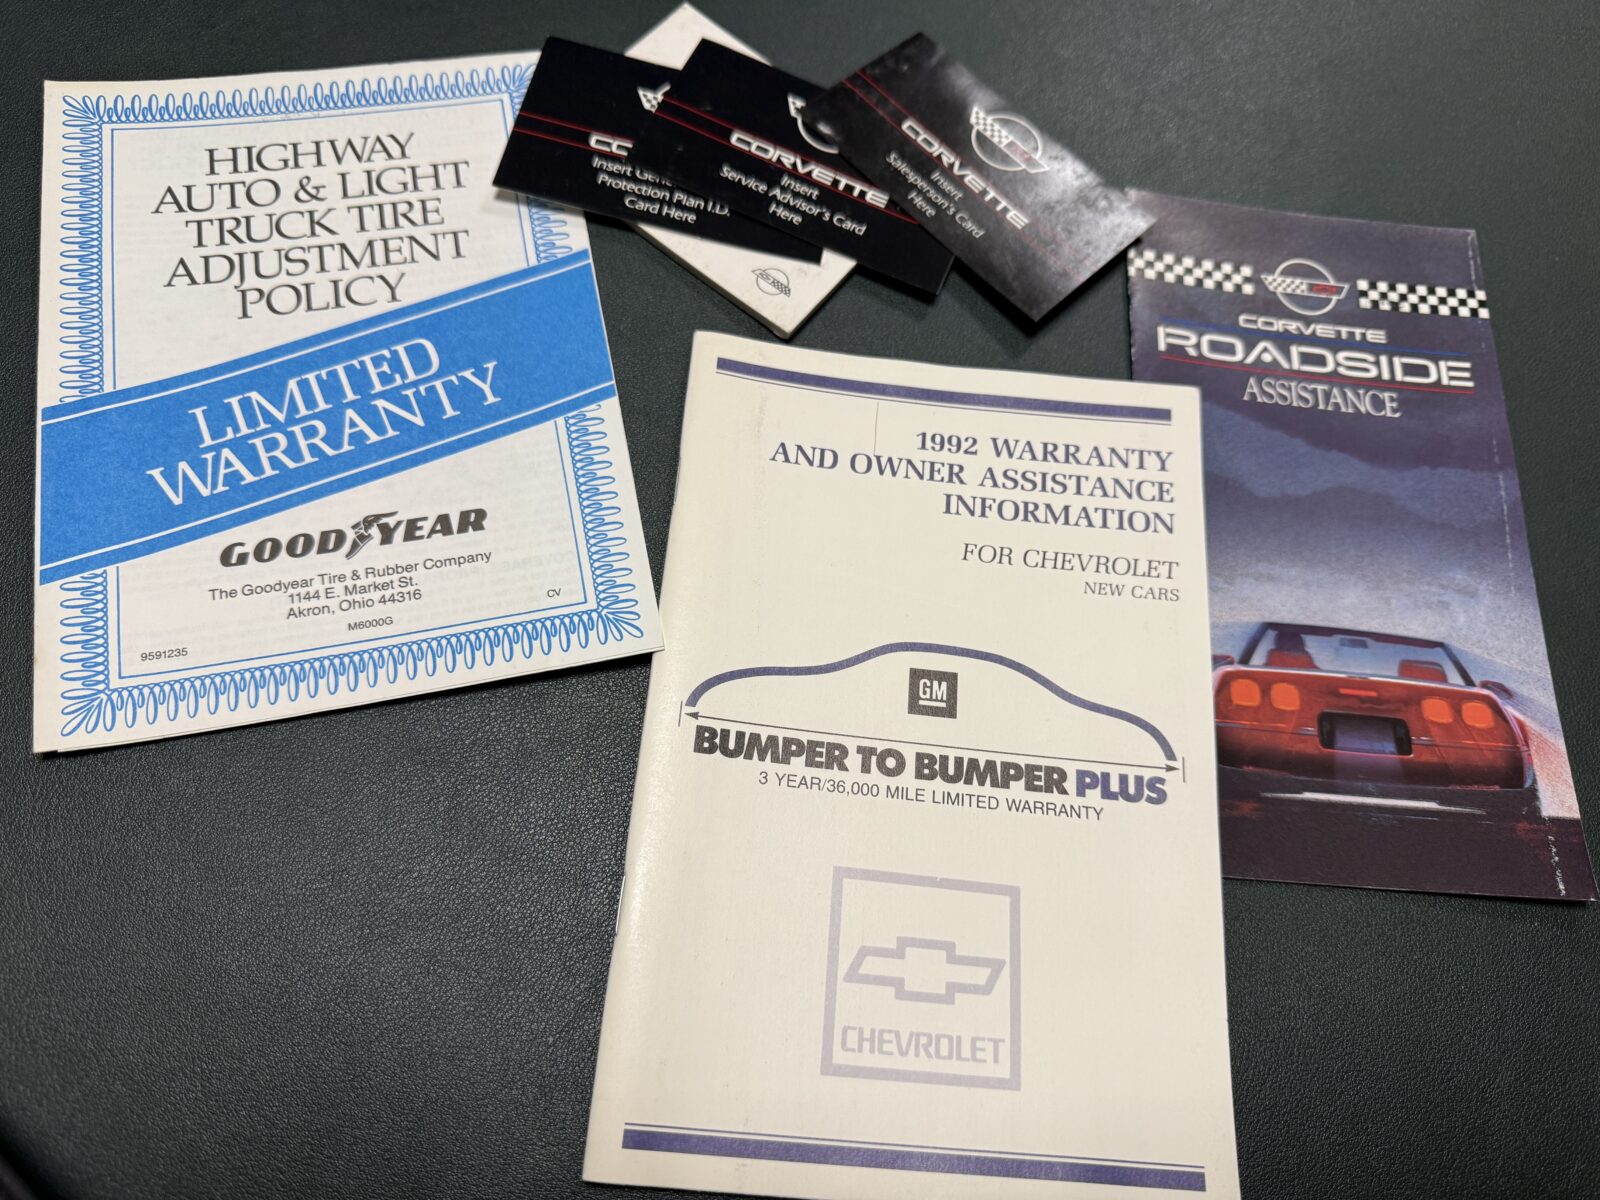 HIGHWAY
AUTO & LIGHT
TRUCK TIRE
ADJUSTMENT
POLICY
LIMITED
WARRANTY
GOODYEAR
The Goodyear Tire & Rubber Company
1144 E. Market St.
Akron, Ohio 44316
M6000G
CV
9591235
Insert
Protection Plan I.D.
Card Here
CORVETTE
Insert
Service Advisor's Card
Here
CORVETTE
Insert
Salesperson's Card
Here
CORVETTE
ROADSIDE
ASSISTANCE
1992 WARRANTY
AND OWNER ASSISTANCE
INFORMATION
FOR CHEVROLET
NEW CARS
GM
BUMPER TO BUMPER PLUS
3 YEAR/36,000 MILE LIMITED WARRANTY
CHEVROLET